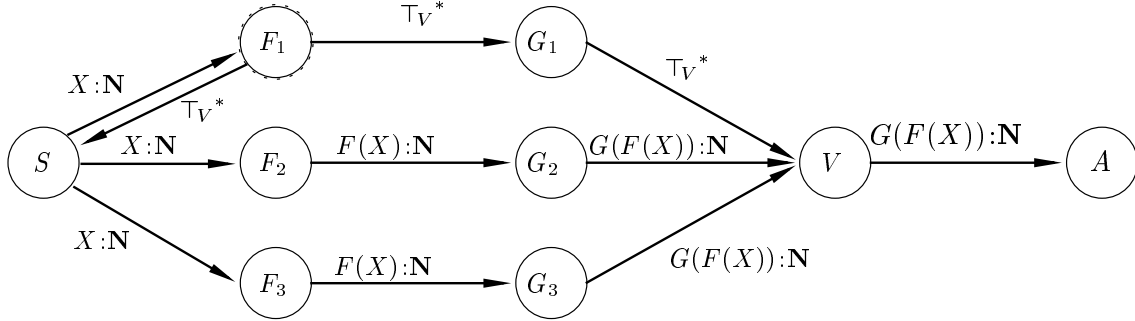 F₁
⊤_V*
G₁
X:N
⊤_V*
⊤_V*
S
X:N
F₂
F(X):N
G₂
G(F(X)):N
V
G(F(X)):N
A
X:N
F₃
F(X):N
G₃
G(F(X)):N